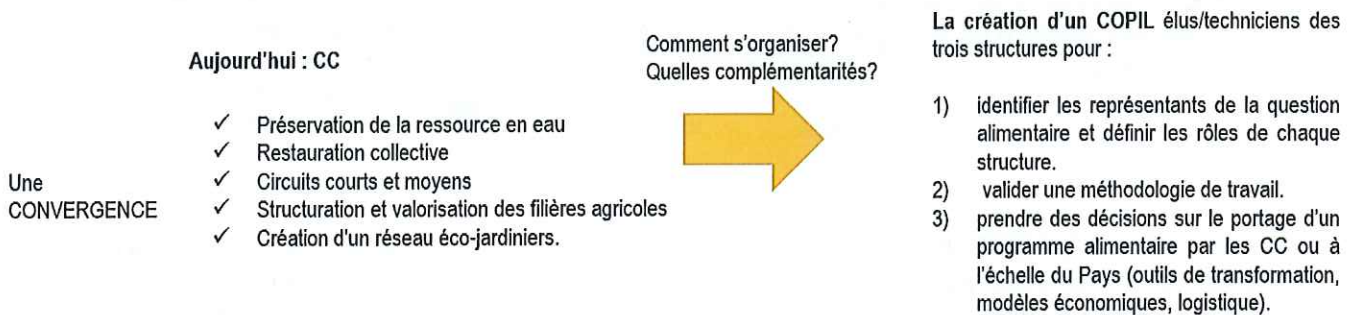 Une
CONVERGENCE
Aujourd'hui : CC
✓ Préservation de la ressource en eau
✓ Restauration collective
✓ Circuits courts et moyens
✓ Structuration et valorisation des filières agricoles
✓ Création d'un réseau éco-jardiniers.
Comment s'organiser?
Quelles complémentarités?
La création d'un COPIL élus/techniciens des
trois structures pour :
1) identifier les représentants de la question
alimentaire et définir les rôles de chaque
structure.
2) valider une méthodologie de travail.
3) prendre des décisions sur le portage d'un
programme alimentaire par les CC ou à
l'échelle du Pays (outils de transformation,
modèles économiques, logistique).